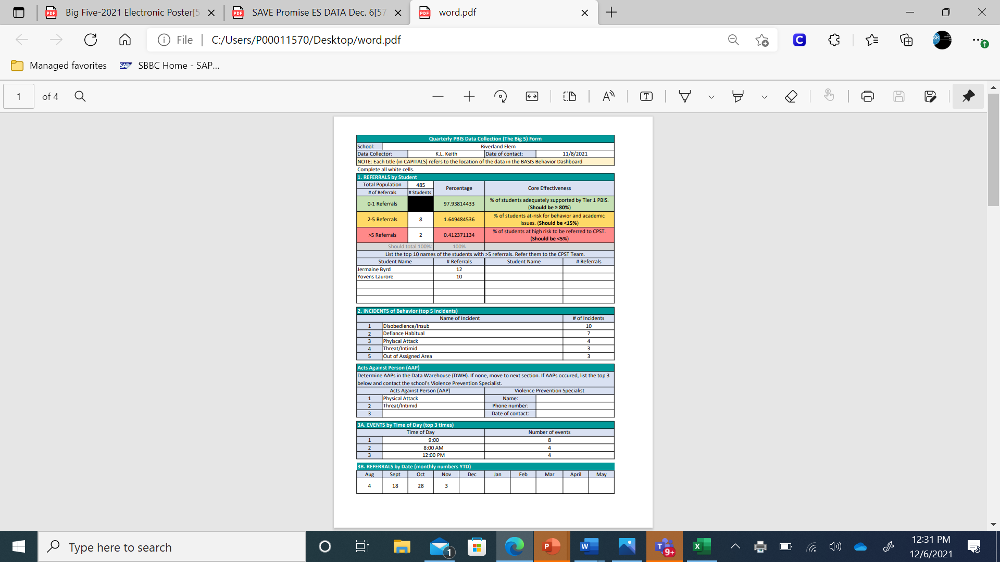 Big Five-2021 Electronic Poster[5
SAVE Promise ES DATA Dec. 6[57
word.pdf
File
C:/Users/P00011570/Desktop/word.pdf
Managed favorites
SAP SBBC Home - SAP...
1 of 4
Quarterly PBIS Data Collection (The Big 5) Form
School: Riverland Elem
Data Collector: K.L. Keith Date of contact: 11/8/2021
NOTE: Each title (in CAPITALS) refers to the location of the data in the BASIS Behavior Dashboard
Complete all white cells.
1. REFERRALS by Student
Total Population 485 Percentage Core Effectiveness
# of Referrals # Students
0-1 Referrals 97.93814433 % of students adequately supported by Tier 1 PBIS.
(Should be ≥ 80%)
2-5 Referrals 8 1.649484536 % of students at-risk for behavior and academic
issues. (Should be <15%)
>5 Referrals 2 0.412371134 % of students at high risk to be referred to CPST.
(Should be <5%)
Should total 100%: 100%
List the top 10 names of the students with >5 referrals. Refer them to the CPST Team.
Student Name # Referrals Student Name # Referrals
Jermaine Byrd 12
Yovens Laurore 10
2. INCIDENTS of Behavior (top 5 incidents)
Name of Incident # of Incidents
1 Disobedience/Insub 10
2 Defiance Habitual 7
3 Phyiscal Attack 4
4 Threat/Intimid 3
5 Out of Assigned Area 3
Acts Against Person (AAP)
Determine AAPs in the Data Warehouse (DWH). If none, move to next section. If AAPs occured, list the top 3
below and contact the school's Violence Prevention Specialist.
Acts Against Person (AAP) Violence Prevention Specialist
1 Physical Attack Name:
2 Threat/Intimid Phone number:
3 Date of contact:
3A. EVENTS by Time of Day (top 3 times)
Time of Day Number of events
1 9:00 8
2 8:00 AM 4
3 12:00 PM 4
3B. REFERRALS by Date (monthly numbers YTD)
Aug Sept Oct Nov Dec Jan Feb Mar April May
4 18 28 3
Type here to search
1
9+
12:31 PM
12/6/2021